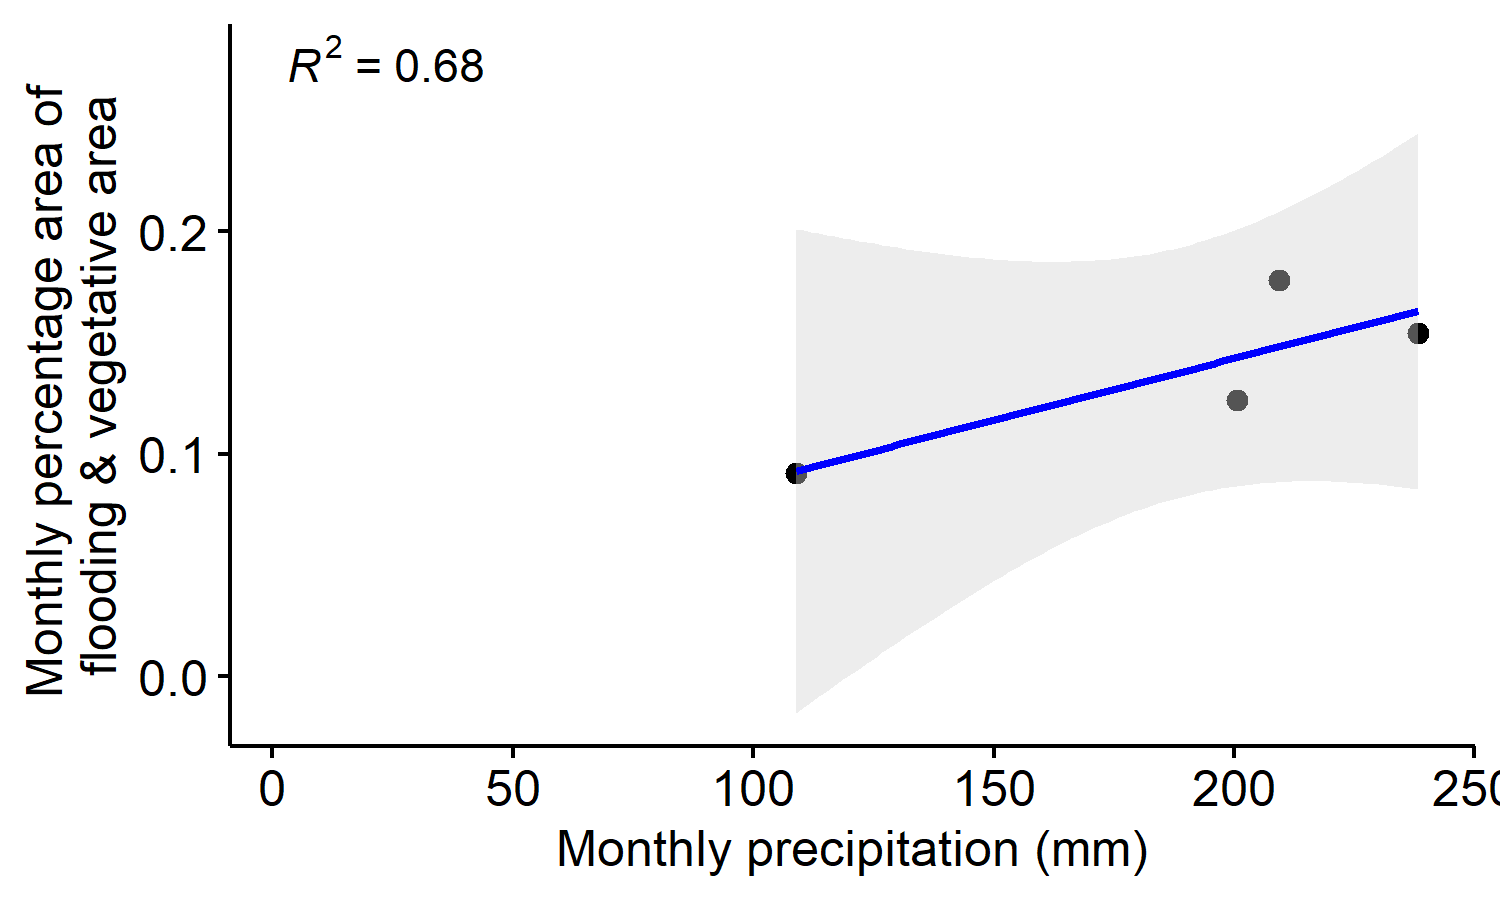 R² = 0.68
Monthly percentage area of
flooding & vegetative area
0.2
0.1
0.0
0 50 100 150 200 250
Monthly precipitation (mm)